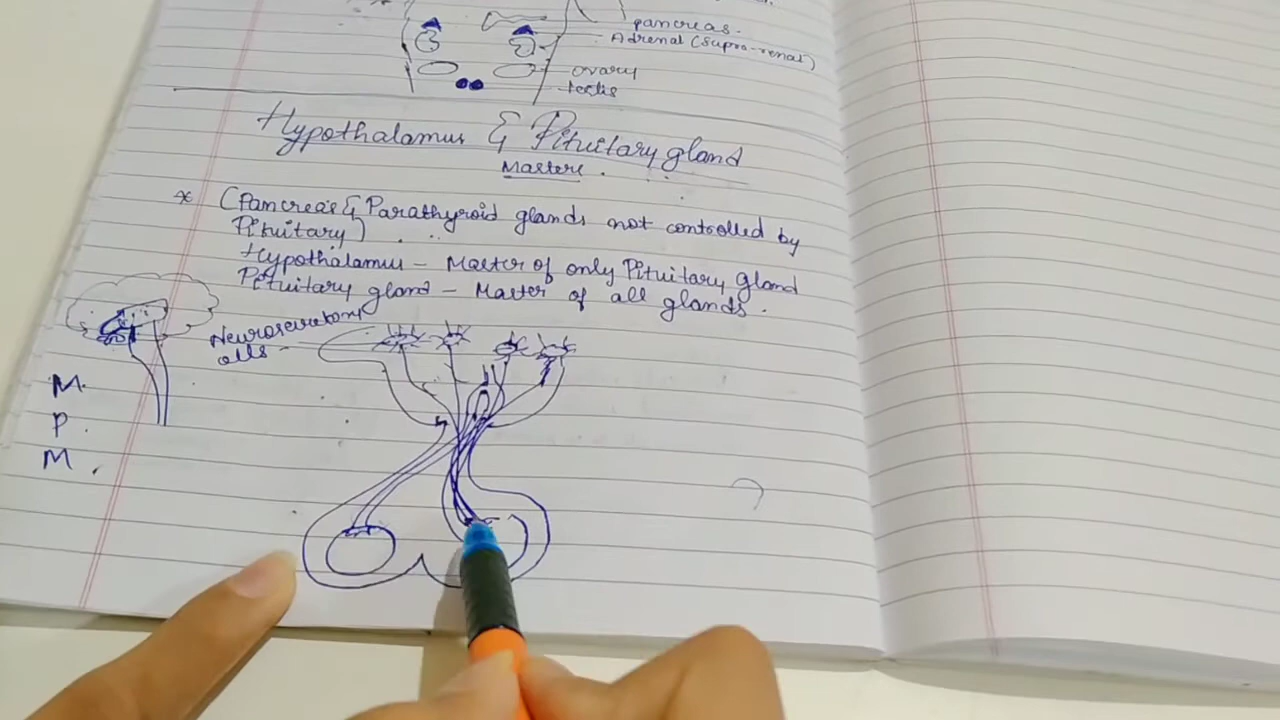 pancreas.
Adrenal (Supra-renal)
ovary
testis
Hypothalamus & Pituitary gland
Master
* (Pancreas & Parathyroid glands not controlled by
Pituitary)
Hypothalamus - Master of only Pituitary gland
Pituitary gland - Master of all glands.
Neurosecretory
cells -
M.
P.
M.